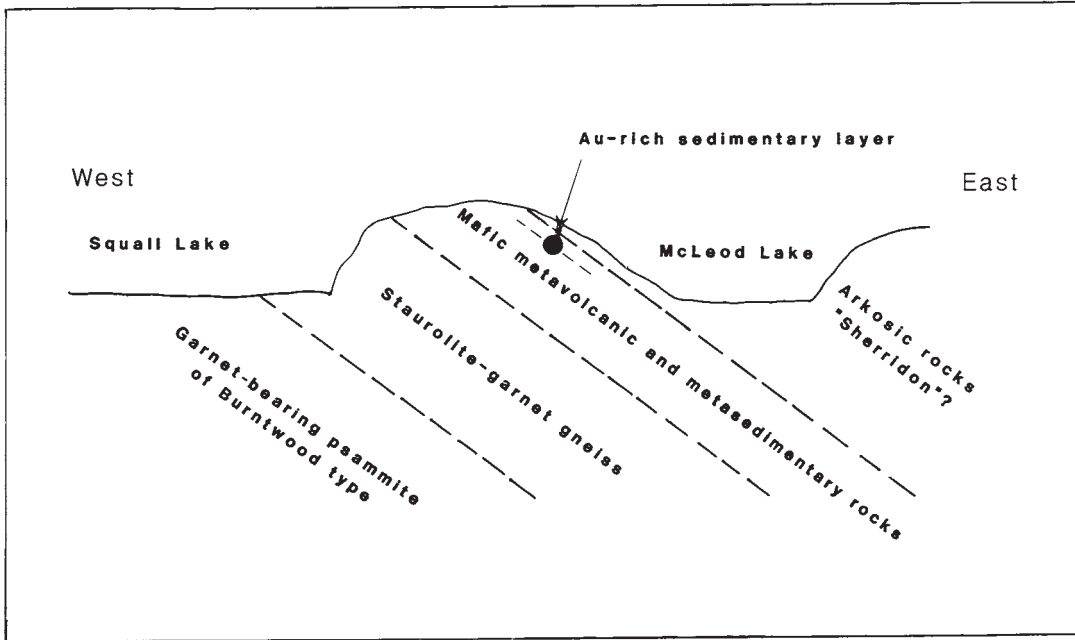 Au-rich sedimentary layer
West
East
Squall Lake
McLeod Lake
Mafic metavolcanic and metasedimentary rocks
Arkosic rocks
"Sherridon"?
Staurolite-garnet gneiss
Garnet-bearing psammite
of Burntwood type